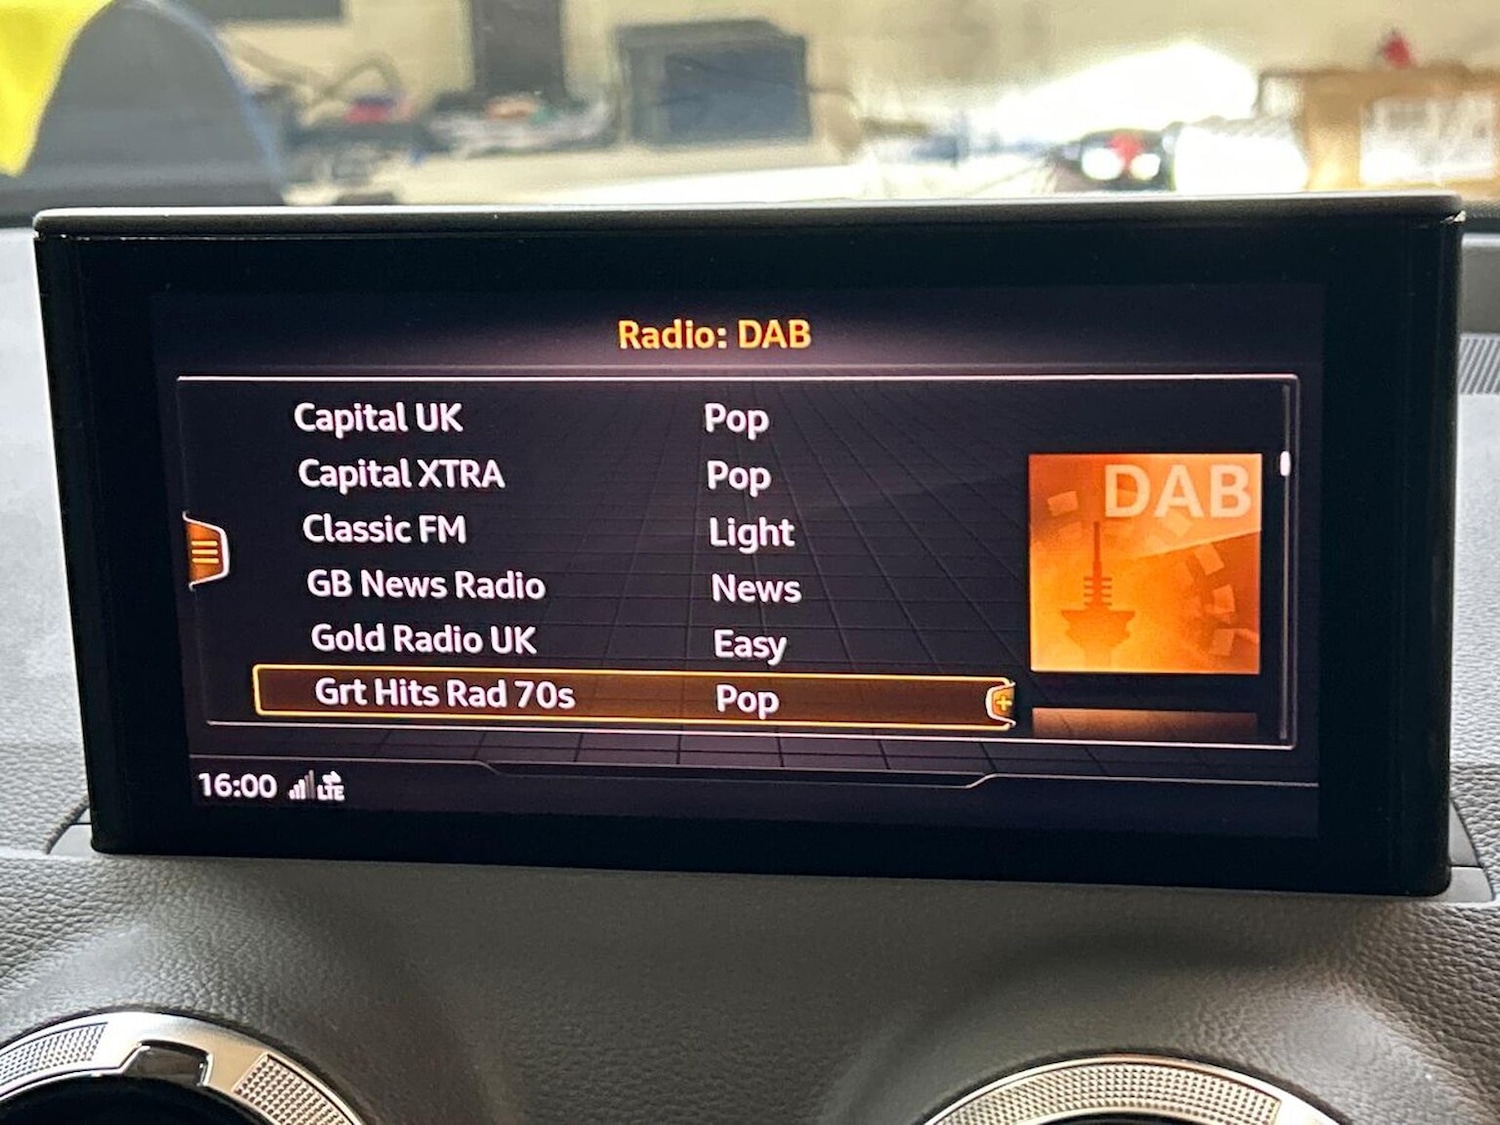 Radio: DAB
Capital UK Pop
Capital XTRA Pop
Classic FM Light
GB News Radio News
Gold Radio UK Easy
Grt Hits Rad 70s Pop
DAB
16:00 LTE